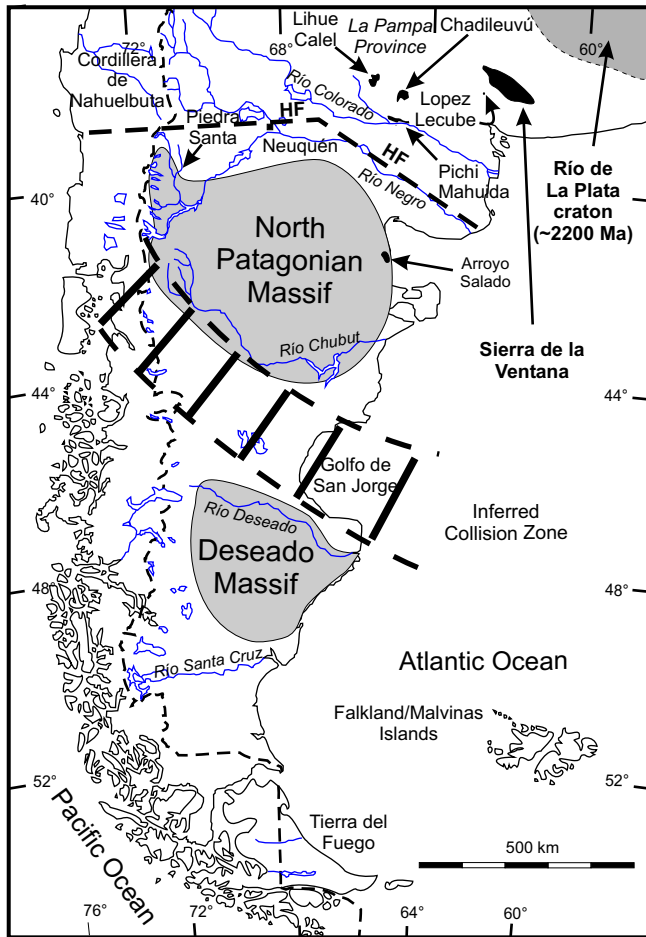 72°
68°
60°
Lihue
Calel
La Pampa
Province
Chadileuvú
Cordillera
de
Nahuelbuta
Río Colorado
Lopez
Lecube
Piedra
Santa
HF
Neuquén
HF
Río Negro
Pichi
Mahuida
Río de
La Plata
craton
(~2200 Ma)
40°
40°
North
Patagonian
Massif
Arroyo
Salado
Río Chubut
Sierra de la
Ventana
44°
44°
Golfo de
San Jorge
Río Deseado
Inferred
Collision Zone
Deseado
Massif
48°
48°
Río Santa Cruz
Atlantic Ocean
Falkland/Malvinas
Islands
52°
52°
Pacific Ocean
Tierra del
Fuego
500 km
76°
72°
68°
64°
60°